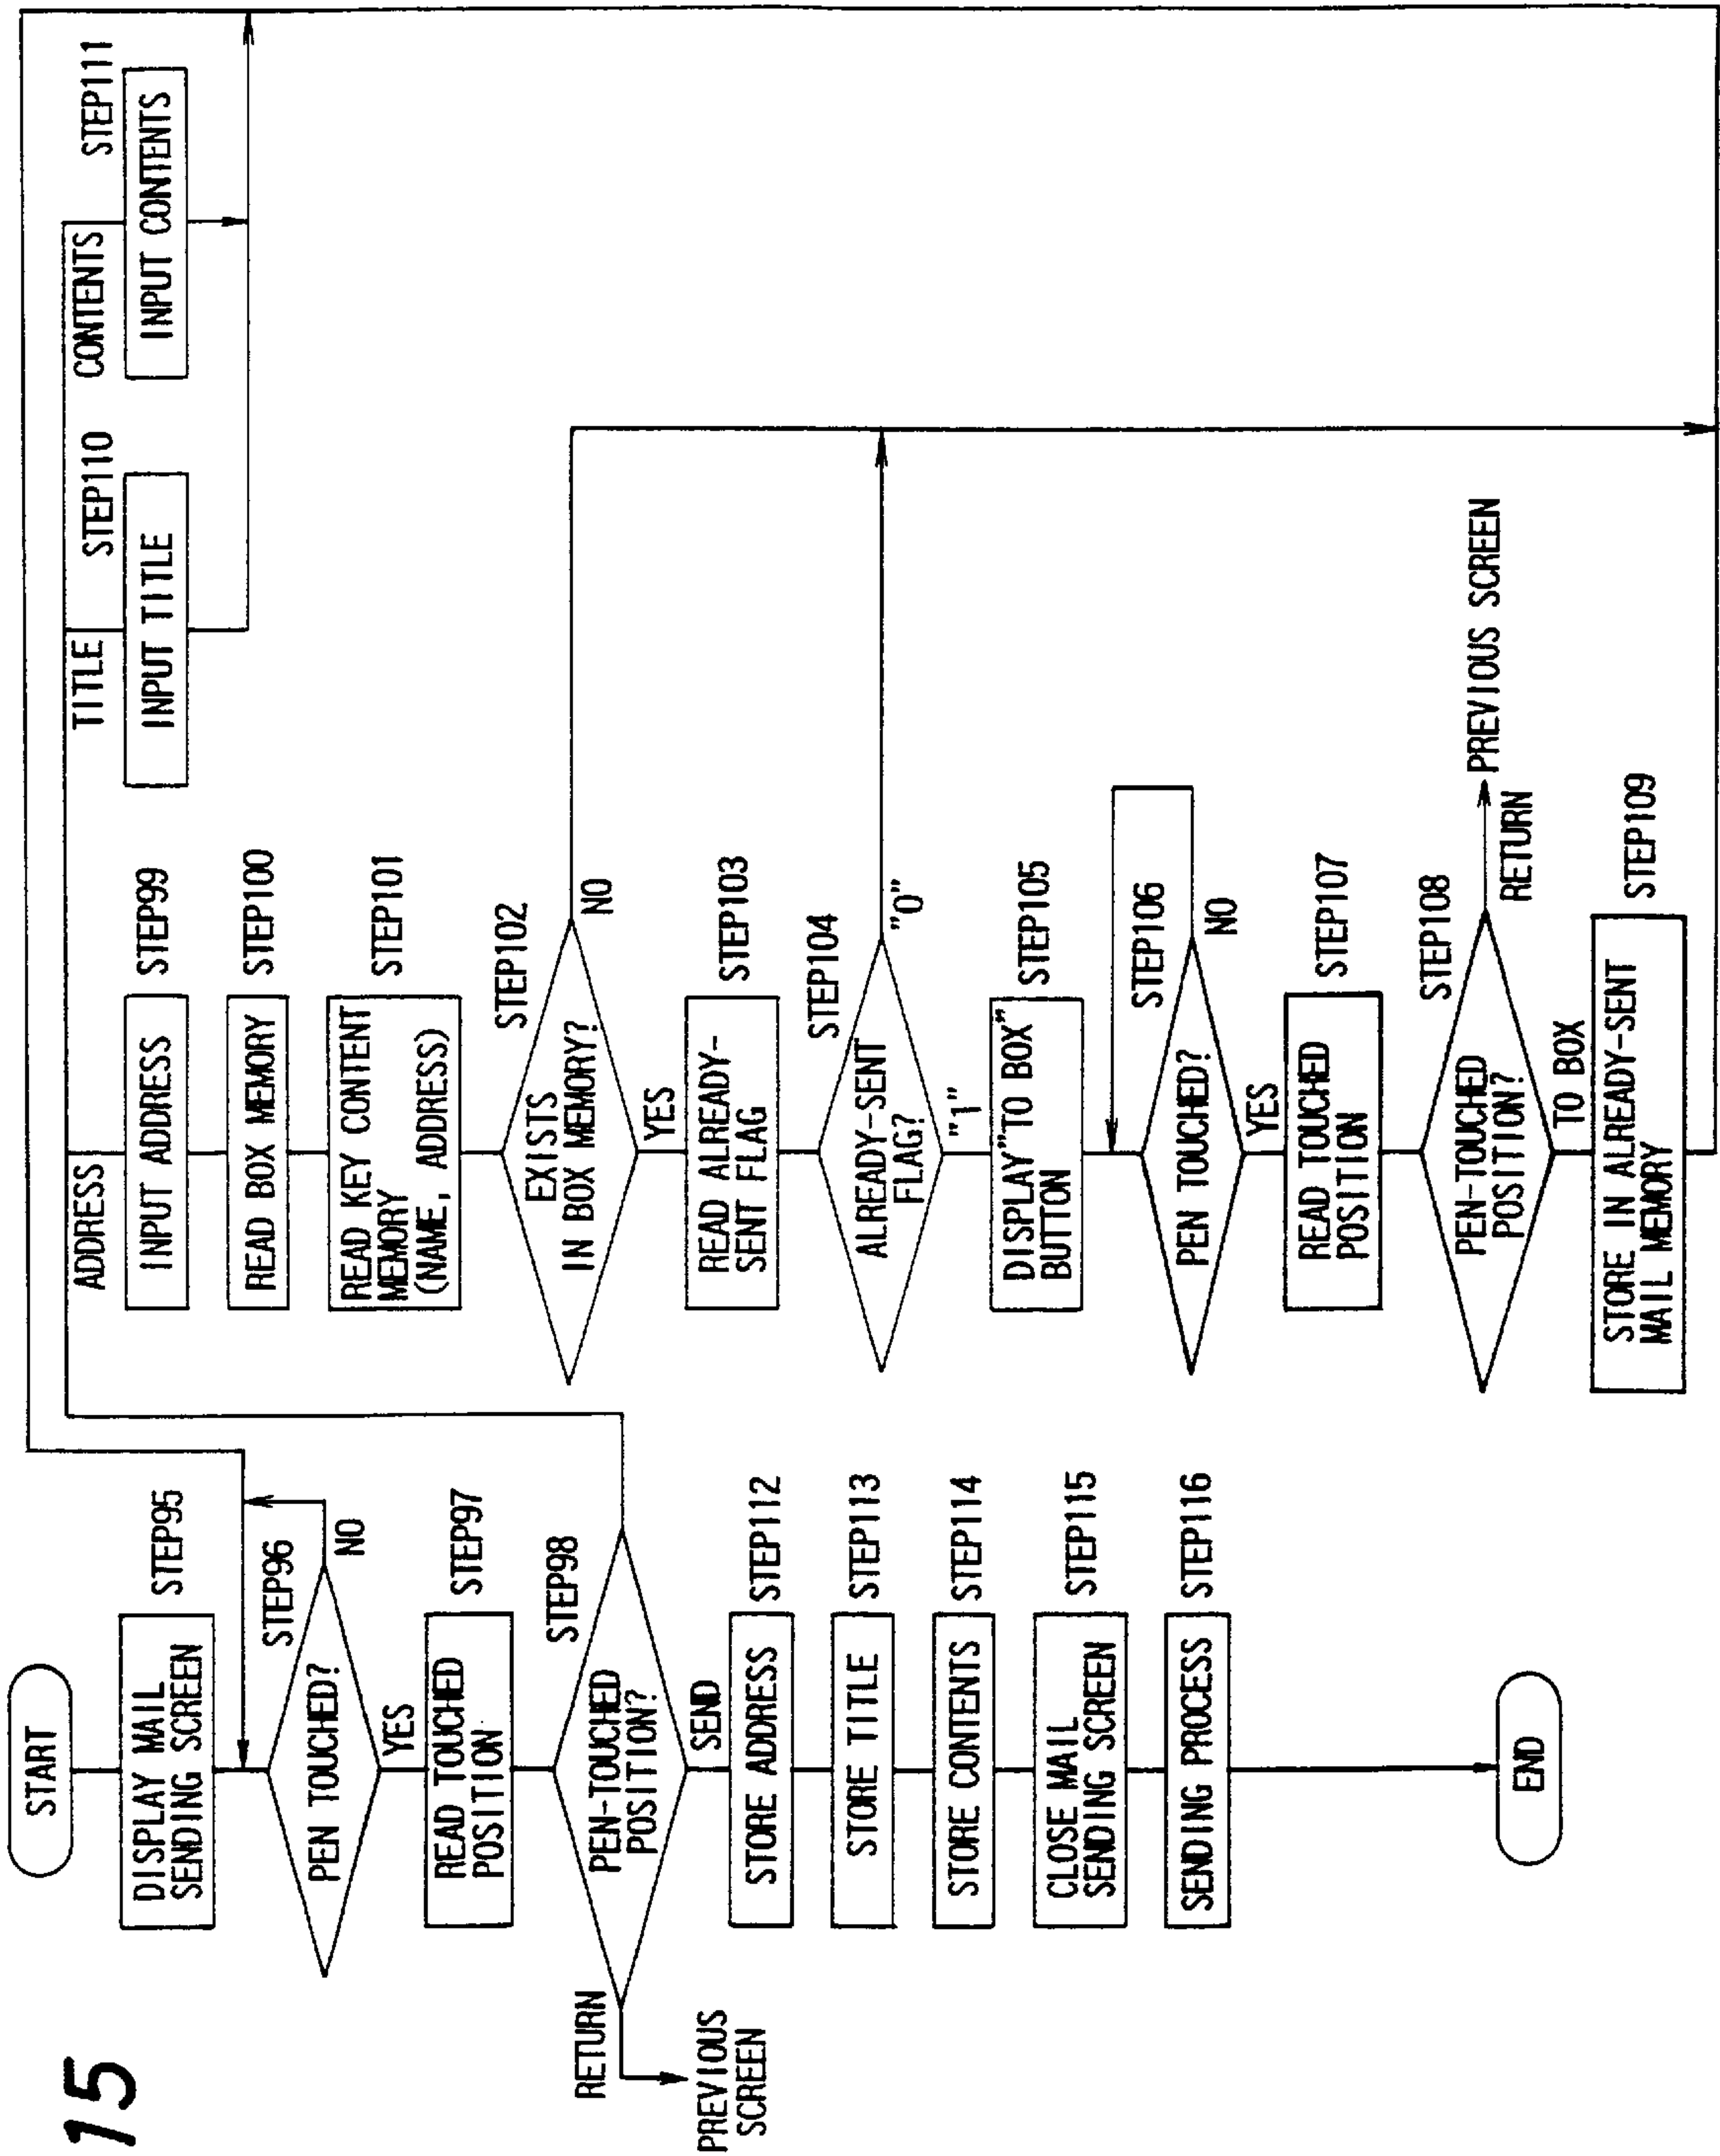 15
START
DISPLAY MAIL
SENDING SCREEN
STEP95
STEP96
PEN TOUCHED?
NO
YES
READ TOUCHED
POSITION
STEP97
STEP98
PEN-TOUCHED
POSITION?
RETURN
PREVIOUS
SCREEN
SEND
STORE ADDRESS
STEP112
STORE TITLE
STEP113
STORE CONTENTS
STEP114
CLOSE MAIL
SENDING SCREEN
STEP115
SENDING PROCESS
STEP116
END
ADDRESS
INPUT ADDRESS
STEP99
READ BOX MEMORY
STEP100
READ KEY CONTENT
MEMORY
(NAME, ADDRESS)
STEP101
STEP102
EXISTS
IN BOX MEMORY?
NO
YES
READ ALREADY-
SENT FLAG
STEP103
STEP104
ALREADY-SENT
FLAG?
"0"
"1"
DISPLAY"TO BOX"
BUTTON
STEP105
STEP106
PEN TOUCHED?
NO
YES
READ TOUCHED
POSITION
STEP107
STEP108
PEN-TOUCHED
POSITION?
RETURN
PREVIOUS SCREEN
TO BOX
STORE IN ALREADY-SENT
MAIL MEMORY
STEP109
TITLE
STEP110
INPUT TITLE
CONTENTS
STEP111
INPUT CONTENTS